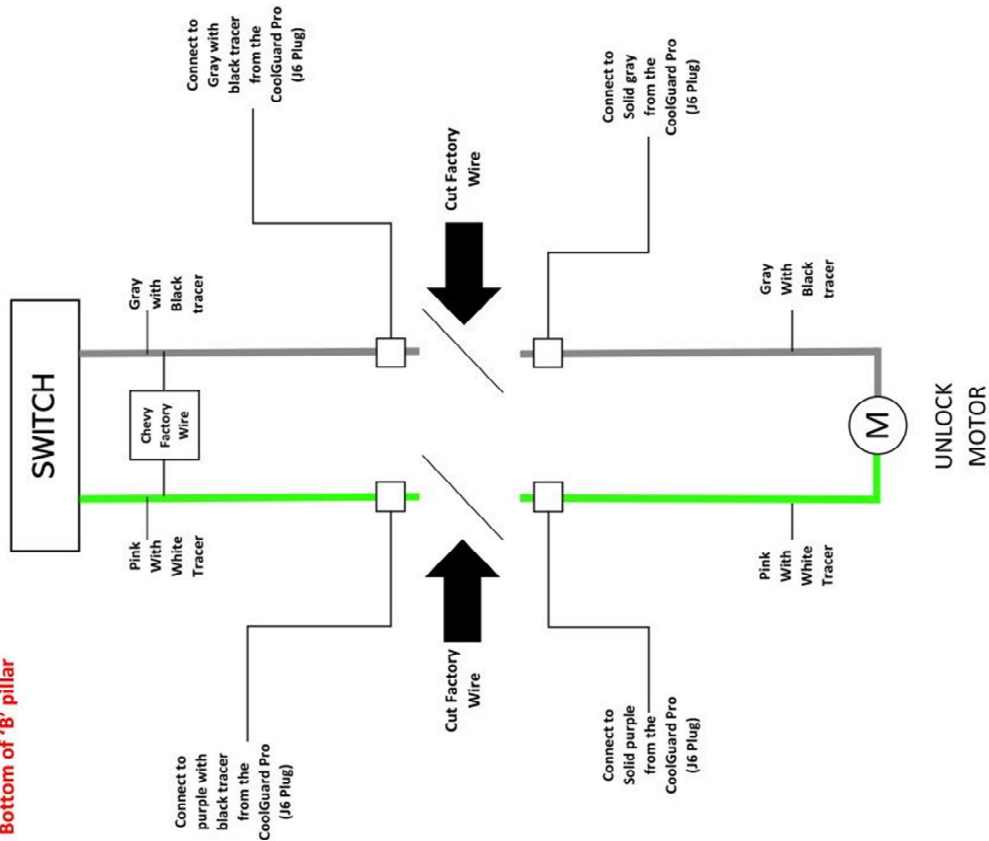 Bottom of 'B' pillar
SWITCH
Pink
With
White
Tracer
Chevy
Factory
Wire
Gray
with
Black
tracer
Connect to
purple with
black tracer
from the
CoolGuard Pro
(J6 Plug)
Connect to
Gray with
black tracer
from the
CoolGuard Pro
(J6 Plug)
Cut Factory
Wire
Cut Factory
Wire
Connect to
Solid purple
from the
CoolGuard Pro
(J6 Plug)
Connect to
Solid gray
from the
CoolGuard Pro
(J6 Plug)
Pink
With
White
Tracer
Gray
With
Black
tracer
M
UNLOCK
MOTOR